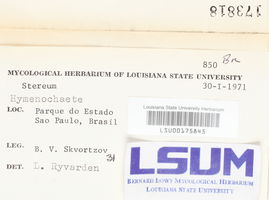 173818
850 Bm
MYCOLOGICAL HERBARIUM OF LOUISIANA STATE UNIVERSITY
Stereum 30-I-1971
Hymenochaete
LOC. Parque do Estado
Sao Paulo, Brasil
Louisiana State University Herbarium
LSU00175845
LEG. B. V. Skvortzov
31
DET. L. Ryvarden
LSUM
BERNARD LOWY MYCOLOGICAL HERBARIUM
LOUISIANA STATE UNIVERSITY